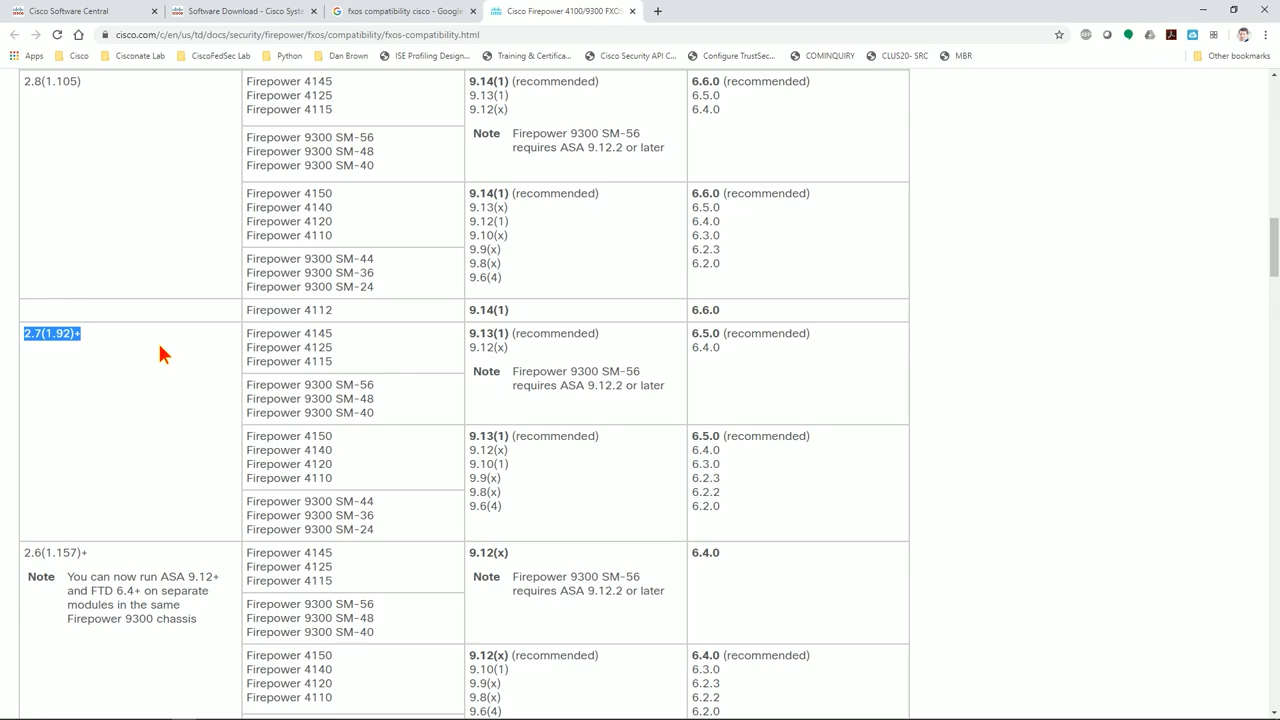 Cisco Software Central
Software Download - Cisco Syste
fxos compatibility cisco - Google
Cisco Firepower 4100/9300 FXOS
cisco.com/c/en/us/td/docs/security/firepower/fxos/compatibility/fxos-compatibility.html
Apps
Cisco
Cisconate Lab
CiscoFedSec Lab
Python
Dan Brown
ISE Profiling Design...
Training & Certifica...
Cisco Security API C...
Configure TrustSec...
COMINQUIRY
CLUS20- SRC
MBR
Other bookmarks
2.8(1.105)
Firepower 4145
Firepower 4125
Firepower 4115
9.14(1) (recommended)
9.13(1)
9.12(x)
Note Firepower 9300 SM-56
requires ASA 9.12.2 or later
6.6.0 (recommended)
6.5.0
6.4.0
Firepower 9300 SM-56
Firepower 9300 SM-48
Firepower 9300 SM-40
Firepower 4150
Firepower 4140
Firepower 4120
Firepower 4110
9.14(1) (recommended)
9.13(x)
9.12(1)
9.10(x)
9.9(x)
9.8(x)
9.6(4)
6.6.0 (recommended)
6.5.0
6.4.0
6.3.0
6.2.3
6.2.0
Firepower 9300 SM-44
Firepower 9300 SM-36
Firepower 9300 SM-24
Firepower 4112
9.14(1)
6.6.0
2.7(1.92)+
Firepower 4145
Firepower 4125
Firepower 4115
9.13(1) (recommended)
9.12(x)
Note Firepower 9300 SM-56
requires ASA 9.12.2 or later
6.5.0 (recommended)
6.4.0
Firepower 9300 SM-56
Firepower 9300 SM-48
Firepower 9300 SM-40
Firepower 4150
Firepower 4140
Firepower 4120
Firepower 4110
9.13(1) (recommended)
9.12(x)
9.10(1)
9.9(x)
9.8(x)
9.6(4)
6.5.0 (recommended)
6.4.0
6.3.0
6.2.3
6.2.2
6.2.0
Firepower 9300 SM-44
Firepower 9300 SM-36
Firepower 9300 SM-24
2.6(1.157)+
Note You can now run ASA 9.12+
and FTD 6.4+ on separate
modules in the same
Firepower 9300 chassis
Firepower 4145
Firepower 4125
Firepower 4115
9.12(x)
Note Firepower 9300 SM-56
requires ASA 9.12.2 or later
6.4.0
Firepower 9300 SM-56
Firepower 9300 SM-48
Firepower 9300 SM-40
Firepower 4150
Firepower 4140
Firepower 4120
Firepower 4110
9.12(x) (recommended)
9.10(1)
9.9(x)
9.8(x)
9.6(4)
6.4.0 (recommended)
6.3.0
6.2.3
6.2.2
6.2.0